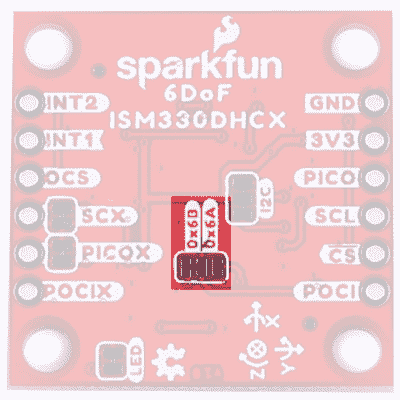 sparkfun
6DoF
ISM330DHCX
INT2
GND
INT1
3V3
OCS
PICO
I2C
SCX
SCL
0x6B
0x6A
PICOX
CS
POCIX
POCI
LED
X
Y
Z